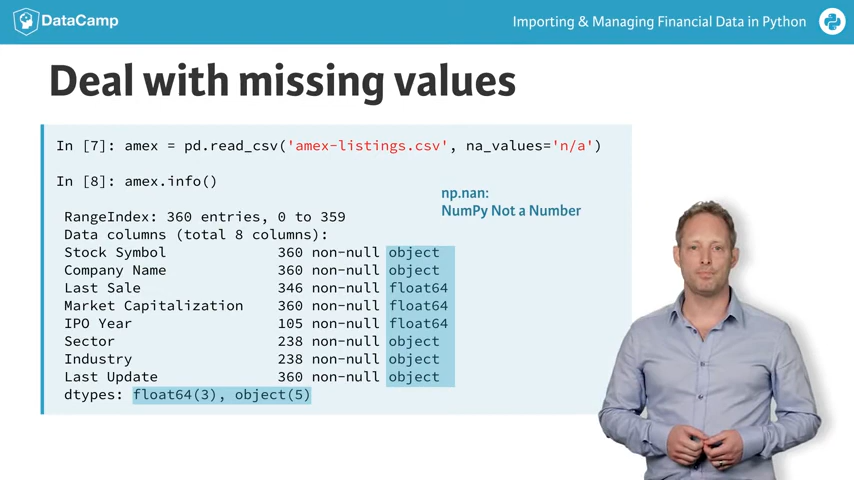 DataCamp
Importing & Managing Financial Data in Python
Deal with missing values
In [7]: amex = pd.read_csv('amex-listings.csv', na_values='n/a')
In [8]: amex.info()
np.nan:
NumPy Not a Number
RangeIndex: 360 entries, 0 to 359
Data columns (total 8 columns):
Stock Symbol 360 non-null object
Company Name 360 non-null object
Last Sale 346 non-null float64
Market Capitalization 360 non-null float64
IPO Year 105 non-null float64
Sector 238 non-null object
Industry 238 non-null object
Last Update 360 non-null object
dtypes: float64(3), object(5)